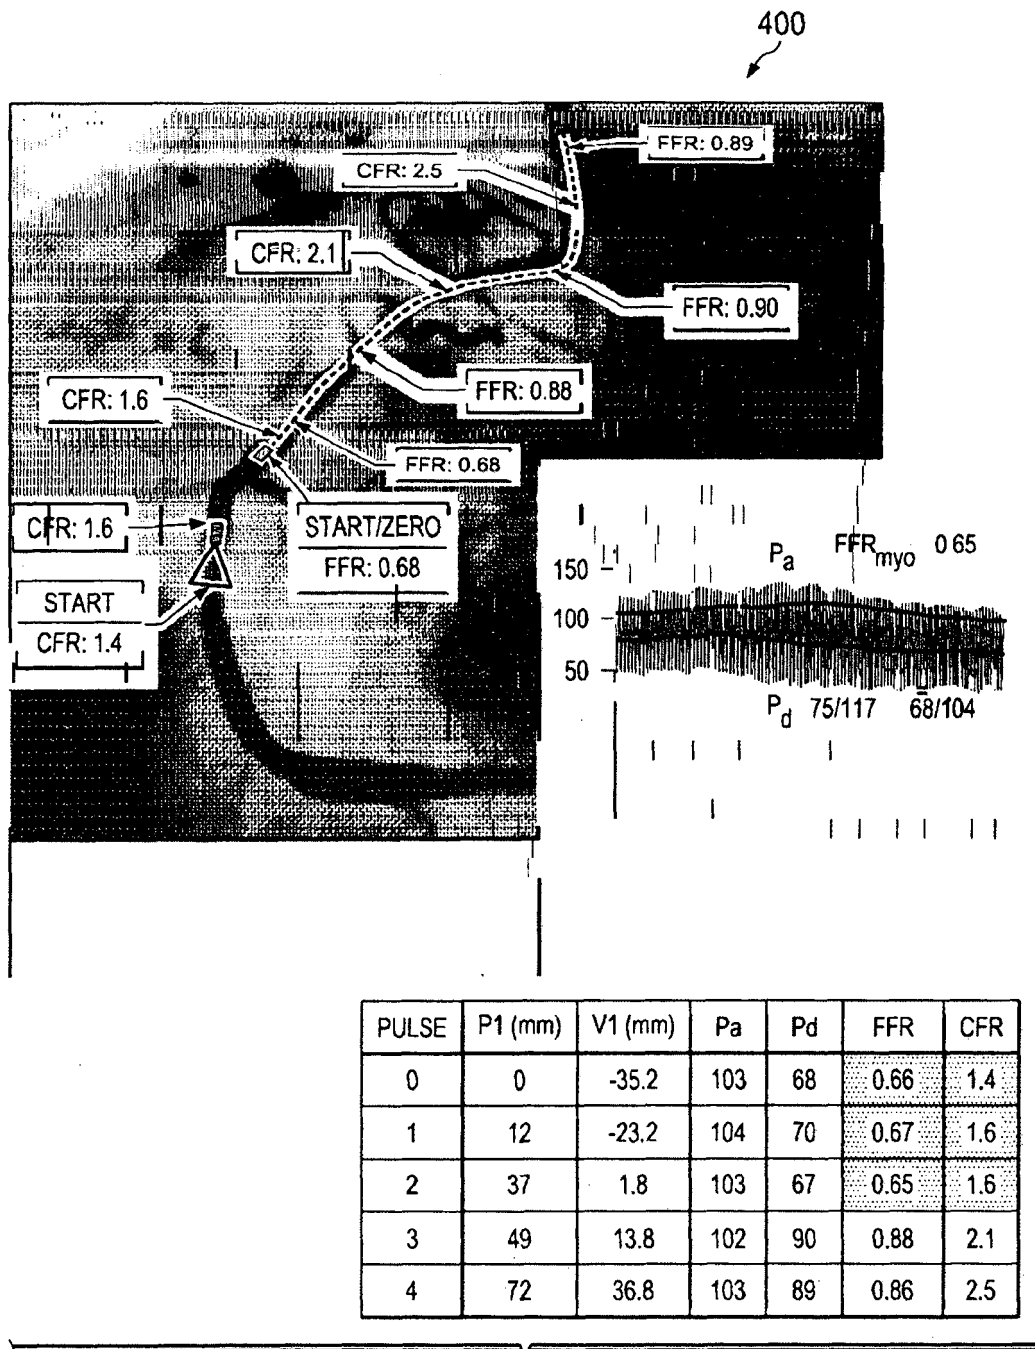 400
FFR: 0.89
CFR: 2.5
CFR: 2.1
FFR: 0.90
CFR: 1.6
FFR: 0.88
FFR: 0.68
CFR: 1.6
START/ZERO
FFR: 0.68
START
CFR: 1.4
Pa FFRmyo 0 65
150
100
50
Pd 75/117 68/104
PULSE P1 (mm) V1 (mm) Pa Pd FFR CFR
0 0 -35.2 103 68 0.66 1.4
1 12 -23.2 104 70 0.67 1.6
2 37 1.8 103 67 0.65 1.6
3 49 13.8 102 90 0.88 2.1
4 72 36.8 103 89 0.86 2.5